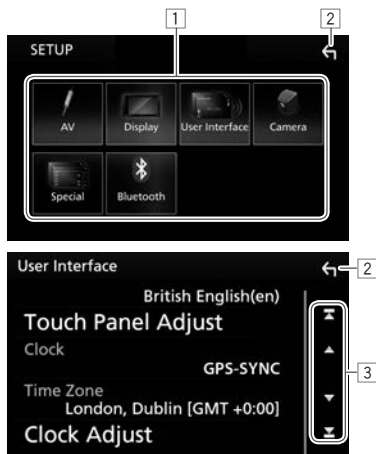 1 2
SETUP
AV Display User Interface Camera
Special Bluetooth
User Interface 2
British English(en)
Touch Panel Adjust
Clock
GPS-SYNC
3
Time Zone
London, Dublin [GMT +0:00]
Clock Adjust